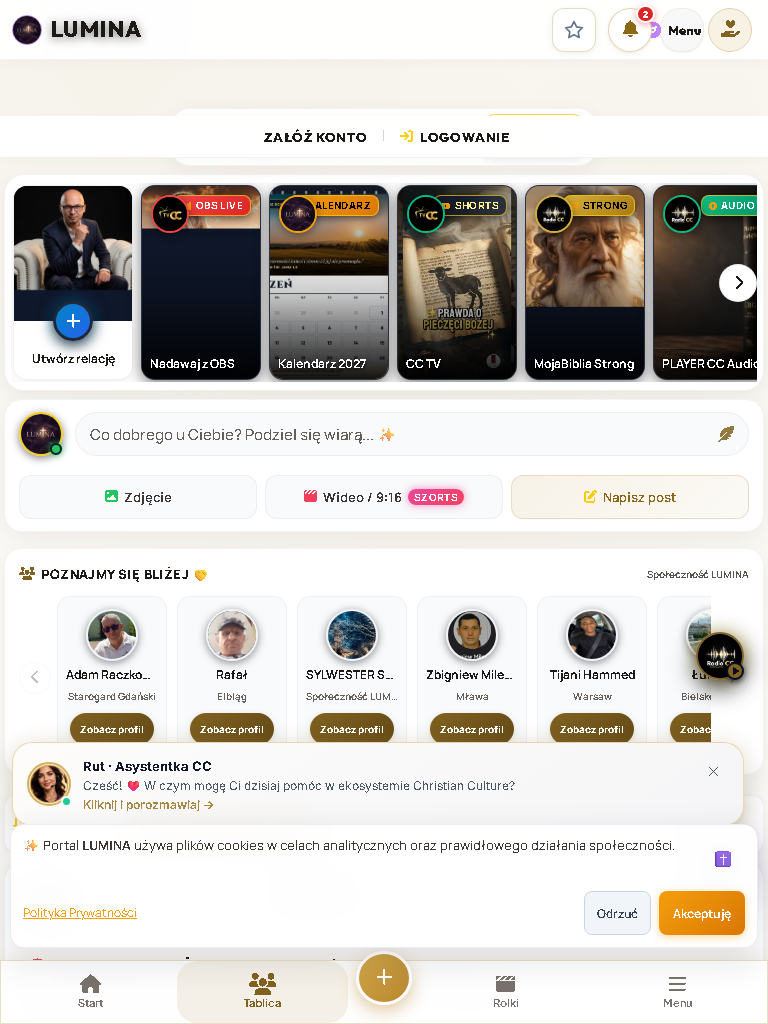 LUMINA
2
Menu
ZAŁÓŻ KONTO
LOGOWANIE
OBS LIVE
ALENDARZ
SHORTS
STRONG
AUDIO
PRAWDA O
PIECZĘCI BOŻEJ
Utwórz relację
Nadawaj z OBS
Kalendarz 2027
CC TV
MojaBiblia Strong
PLAYER CC Audio
Co dobrego u Ciebie? Podziel się wiarą... ✨
Zdjęcie
Wideo / 9:16 SZORTS
Napisz post
POZNAJMY SIĘ BLIŻEJ 🤝
Społeczność LUMINA
Adam Raczko...
Rafał
SYLWESTER S...
Zbigniew Mile...
Tijani Hammed
Starogard Gdański
Elbląg
Społeczność LUM...
Mława
Warsaw
Zobacz profil
Zobacz profil
Zobacz profil
Zobacz profil
Zobacz profil
Radio CC
Rut · Asystentka CC
Cześć! 💖 W czym mogę Ci dzisiaj pomóc w ekosystemie Christian Culture?
Kliknij i porozmawiaj →
✨ Portal LUMINA używa plików cookies w celach analitycznych oraz prawidłowego działania społeczności.
Polityka Prywatności
Odrzuć
Akceptuję
Start
Tablica
Rolki
Menu